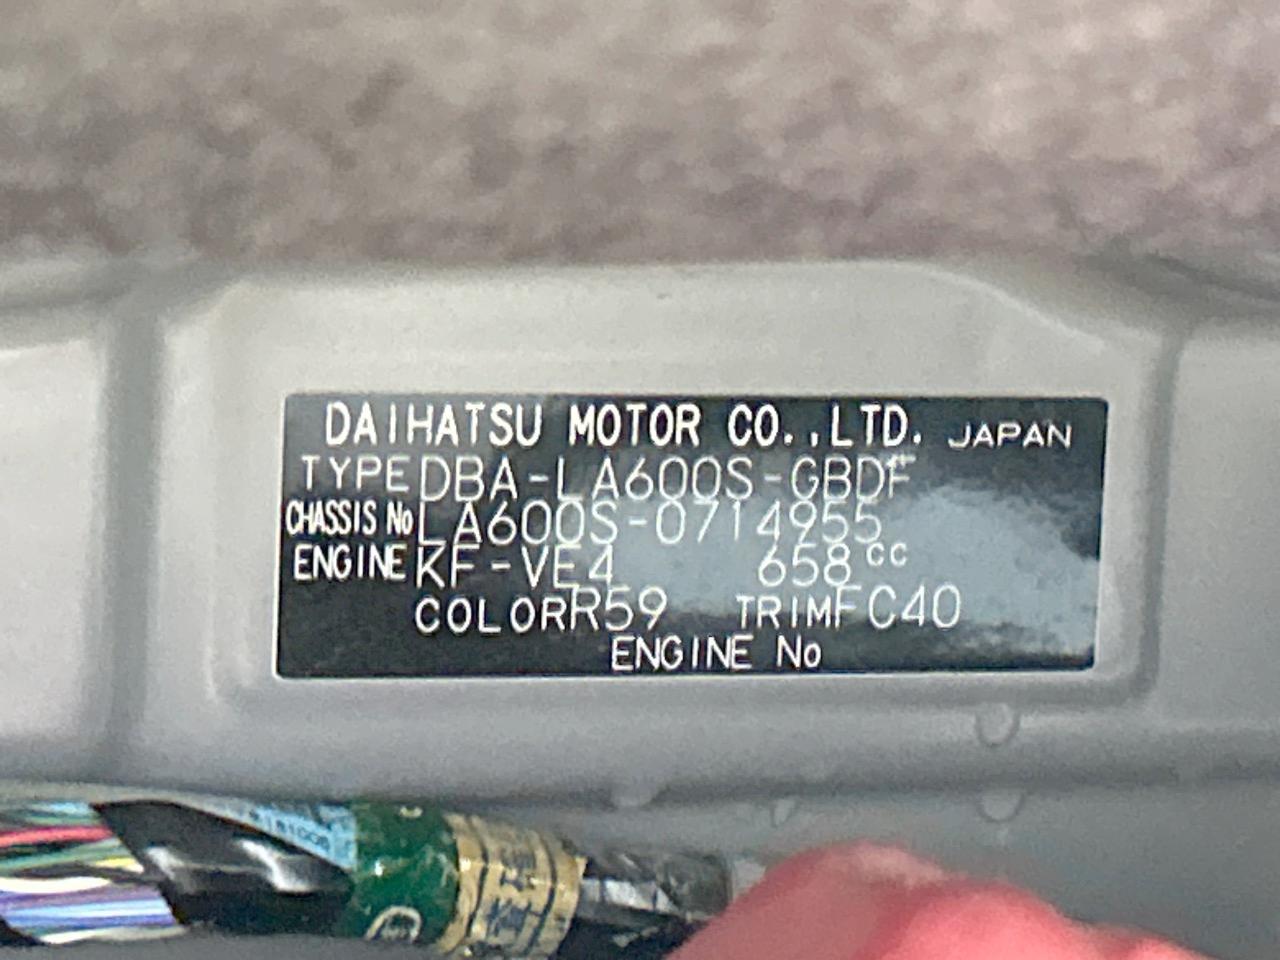 DAIHATSU MOTOR CO.,LTD. JAPAN
TYPE DBA-LA600S-GBDF
CHASSIS No LA600S-0714955
ENGINE KF-VE4 658cc
COLOR R59 TRIM FC40
ENGINE No